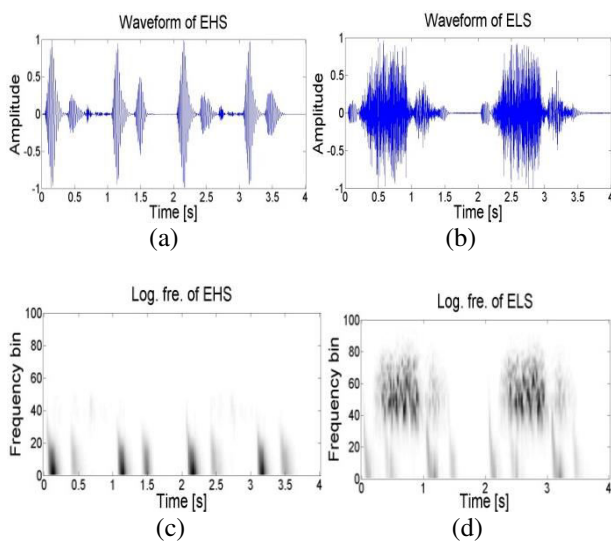 Waveform of EHS
Amplitude
1
0.5
0
-0.5
-1
0 0.5 1 1.5 2 2.5 3 3.5 4
Time [s]
(a)
Waveform of ELS
Amplitude
1
0.5
0
-0.5
-1
0 0.5 1 1.5 2 2.5 3 3.5 4
Time [s]
(b)
Log. fre. of EHS
Frequency bin
100
80
60
40
20
0
0 0.5 1 1.5 2 2.5 3 3.5 4
Time [s]
(c)
Log. fre. of ELS
Frequency bin
100
80
60
40
20
0
0 1 2 3 4
Time [s]
(d)